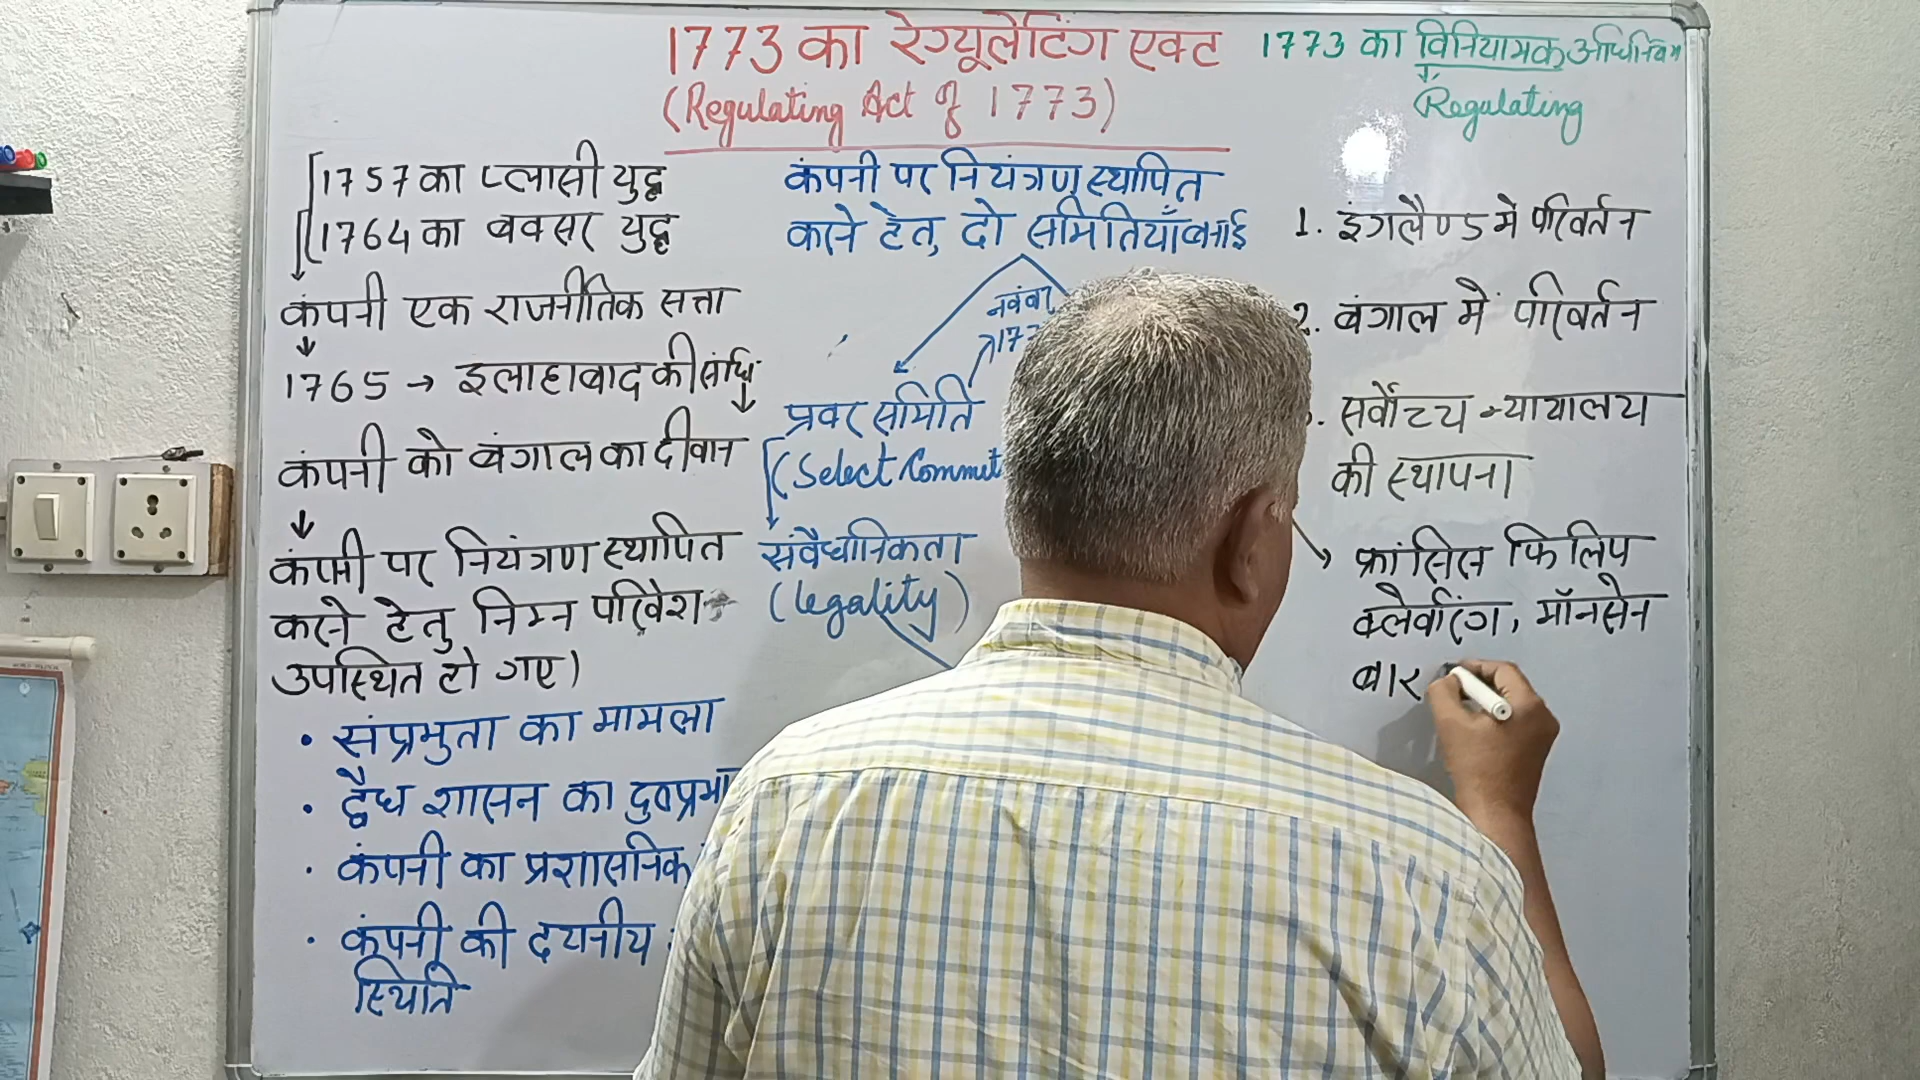 1773 का रेग्यूलेटिंग एक्ट
(Regulating Act of 1773)
1773 का विनियामक अधिनियम
Regulating
1757 का प्लासी युद्ध
1764 का बक्सर युद्ध
कंपनी एक राजनीतिक सत्ता
1765 → इलाहाबाद की संधि
कंपनी को बंगाल का दीवान
कंपनी पर नियंत्रण स्थापित
करने हेतु निम्न परिवेश
उपस्थित हो गए)
• संप्रभुता का मामला
• द्वैध शासन का
• कंपनी का प्रशासनिक
• कंपनी की दयनीय
स्थिति
कंपनी पर नियंत्रण स्थापित
करने हेतु दो समितियाँ बनाई
नवंबर
प्रवर समिति
(Select
संवैधानिकता
(legality)
1. इंगलैण्ड में परिवर्तन
2. बंगाल में परिवर्तन
सर्वोच्च न्यायालय
की स्थापना
फ्रांसिस फिलिप
क्लेवरिंग, मॉनसेन
बार